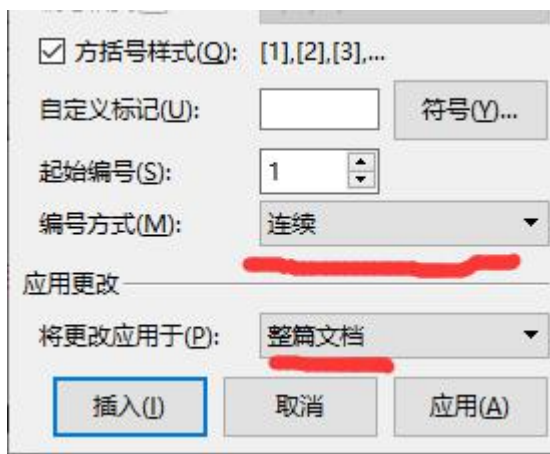 方括号样式(Q): [1],[2],[3],...
自定义标记(U): 符号(Y)...
起始编号(S): 1
编号方式(M): 连续
应用更改
将更改应用于(P): 整篇文档
插入(I) 取消 应用(A)